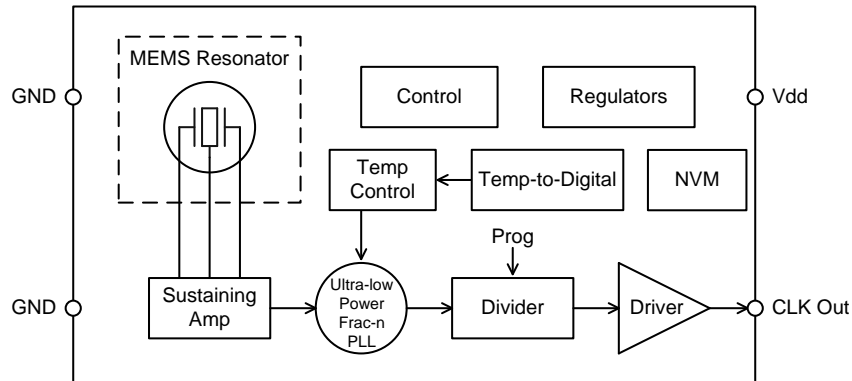 MEMS Resonator
GND
Control
Regulators
Vdd
Temp
Control
Temp-to-Digital
NVM
Prog
GND
Sustaining
Amp
Ultra-low
Power
Frac-n
PLL
Divider
Driver
CLK Out